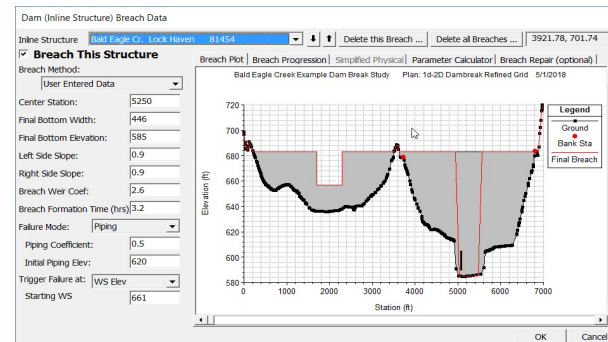 Dam (Inline Structure) Breach Data
Inline Structure Bald Eagle Cr. Lock Haven 81454 Delete this Breach ... Delete all Breaches ... 3921.78, 701.74
Breach This Structure
Breach Method:
User Entered Data
Center Station: 5250
Final Bottom Width: 446
Final Bottom Elevation: 585
Left Side Slope: 0.9
Right Side Slope: 0.9
Breach Weir Coef: 2.6
Breach Formation Time (hrs): 3.2
Failure Mode: Piping
Piping Coefficient: 0.5
Initial Piping Elev: 620
Trigger Failure at: WS Elev
Starting WS 661
Breach Plot Breach Progression Simplified Physical Parameter Calculator Breach Repair (optional)
Bald Eagle Creek Example Dam Break Study Plan: 1d-2D Dambreak Refined Grid 5/1/2018
Elevation (ft)
720
700
680
660
640
620
600
580
0 1000 2000 3000 4000 5000 6000 7000
Station (ft)
Legend
Ground
Bank Sta
Final Breach
OK Cancel